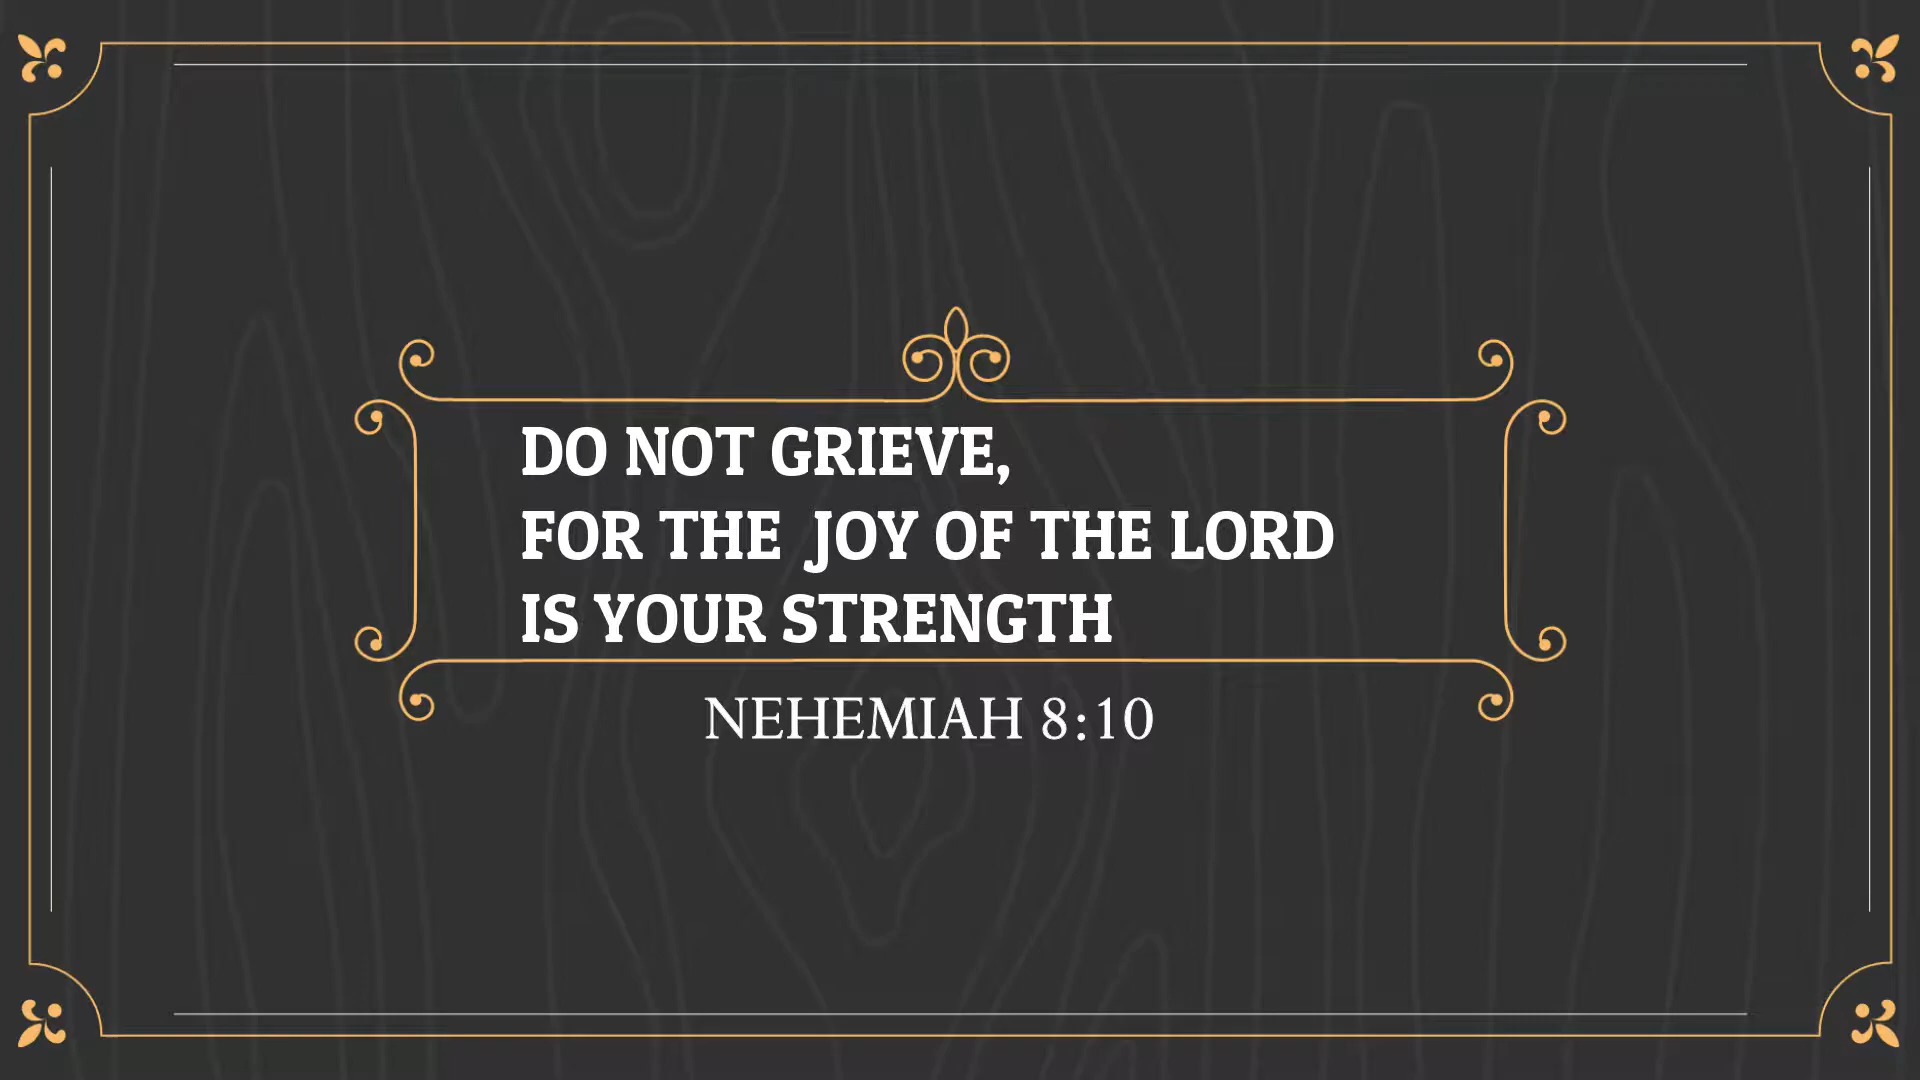 DO NOT GRIEVE,
FOR THE JOY OF THE LORD
IS YOUR STRENGTH
NEHEMIAH 8:10